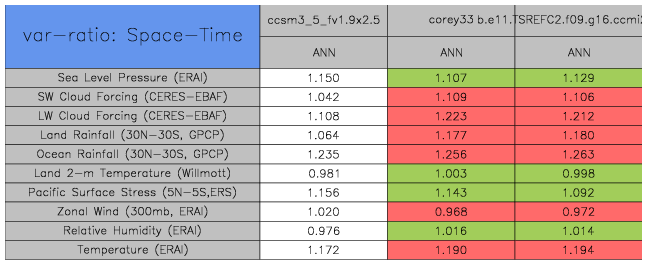 var-ratio: Space-Time
ccsm3_5_fv1.9x2.5 corey33 b.e11.TSREFC2.f09.g16.ccmi2
ANN ANN ANN
Sea Level Pressure (ERAI) 1.150 1.107 1.129
SW Cloud Forcing (CERES-EBAF) 1.042 1.109 1.106
LW Cloud Forcing (CERES-EBAF) 1.108 1.223 1.212
Land Rainfall (30N-30S, GPCP) 1.064 1.177 1.180
Ocean Rainfall (30N-30S, GPCP) 1.235 1.256 1.263
Land 2-m Temperature (Willmott) 0.981 1.003 0.998
Pacific Surface Stress (5N-5S,ERS) 1.156 1.143 1.092
Zonal Wind (300mb, ERAI) 1.020 0.968 0.972
Relative Humidity (ERAI) 0.976 1.016 1.014
Temperature (ERAI) 1.172 1.190 1.194